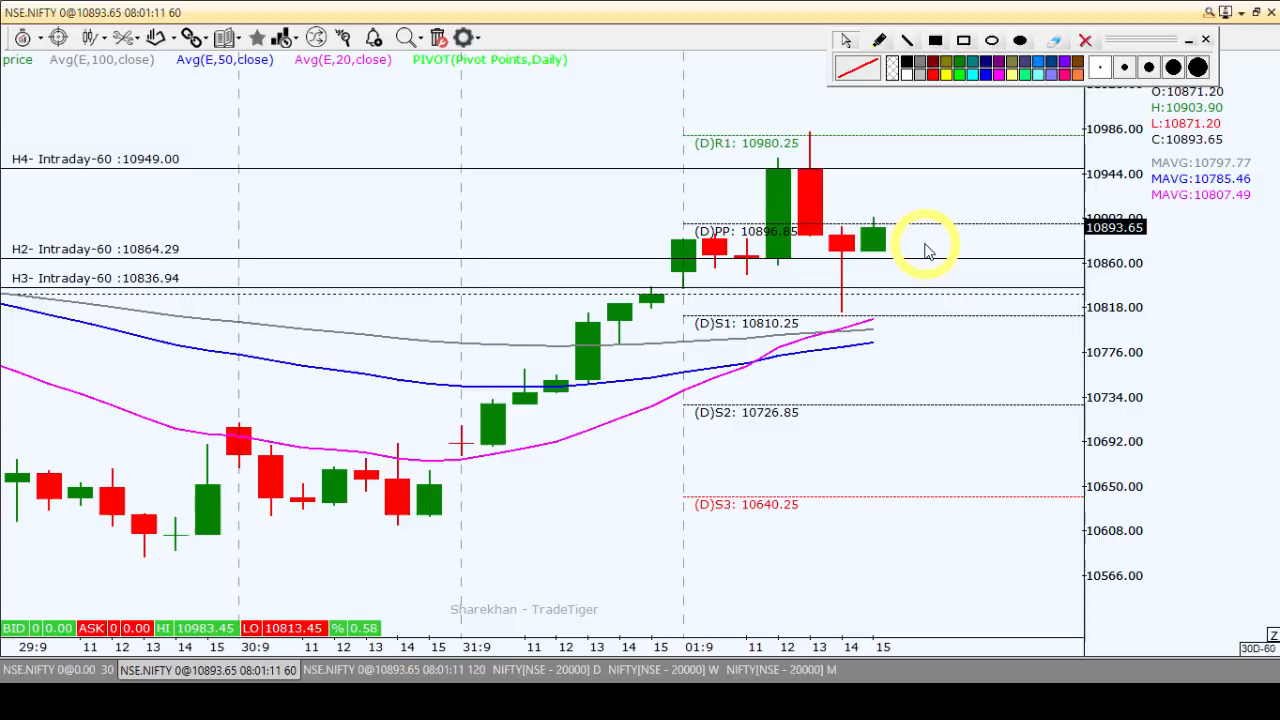 NSE.NIFTY 0@10893.65 08:01:11 60
price Avg(E,100,close) Avg(E,50,close) Avg(E,20,close) PIVOT(Pivot Points,Daily)
O:10871.20
H:10903.90
L:10871.20
C:10893.65
MAVG:10797.77
MAVG:10785.46
MAVG:10807.49
10986.00
(D)R1: 10980.25
H4- Intraday-60 :10949.00
10944.00
10902.00
10893.65
(D)PP: 10896.85
H2- Intraday-60 :10864.29
10860.00
H3- Intraday-60 :10836.94
10818.00
(D)S1: 10810.25
10776.00
10734.00
(D)S2: 10726.85
10692.00
10650.00
(D)S3: 10640.25
10608.00
10566.00
Sharekhan - TradeTiger
BID 0 0.00 ASK 0 0.00 HI 10983.45 LO 10813.45 % 0.58
Z
29:9 11 12 13 14 15 30:9 11 12 13 14 15 31:9 11 12 13 14 15 01:9 11 12 13 14 15
30D-60
NSE.NIFTY 0@0.00 30 NSE.NIFTY 0@10893.65 08:01:11 60 NSE.NIFTY 0@10893.65 08:01:11 120 NIFTY[NSE - 20000] D NIFTY[NSE - 20000] W NIFTY[NSE - 20000] M